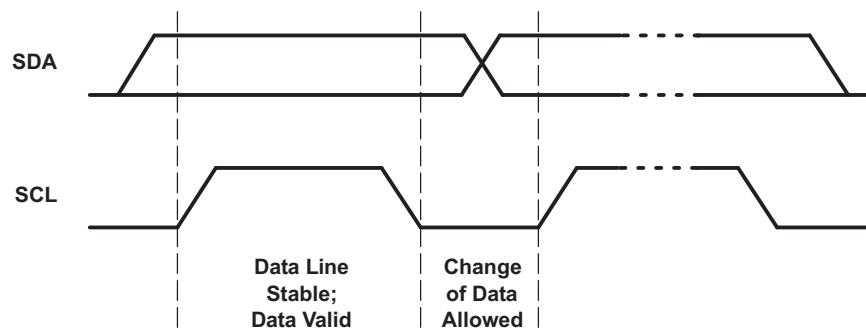 SDA
SCL
Data Line
Stable;
Data Valid
Change
of Data
Allowed